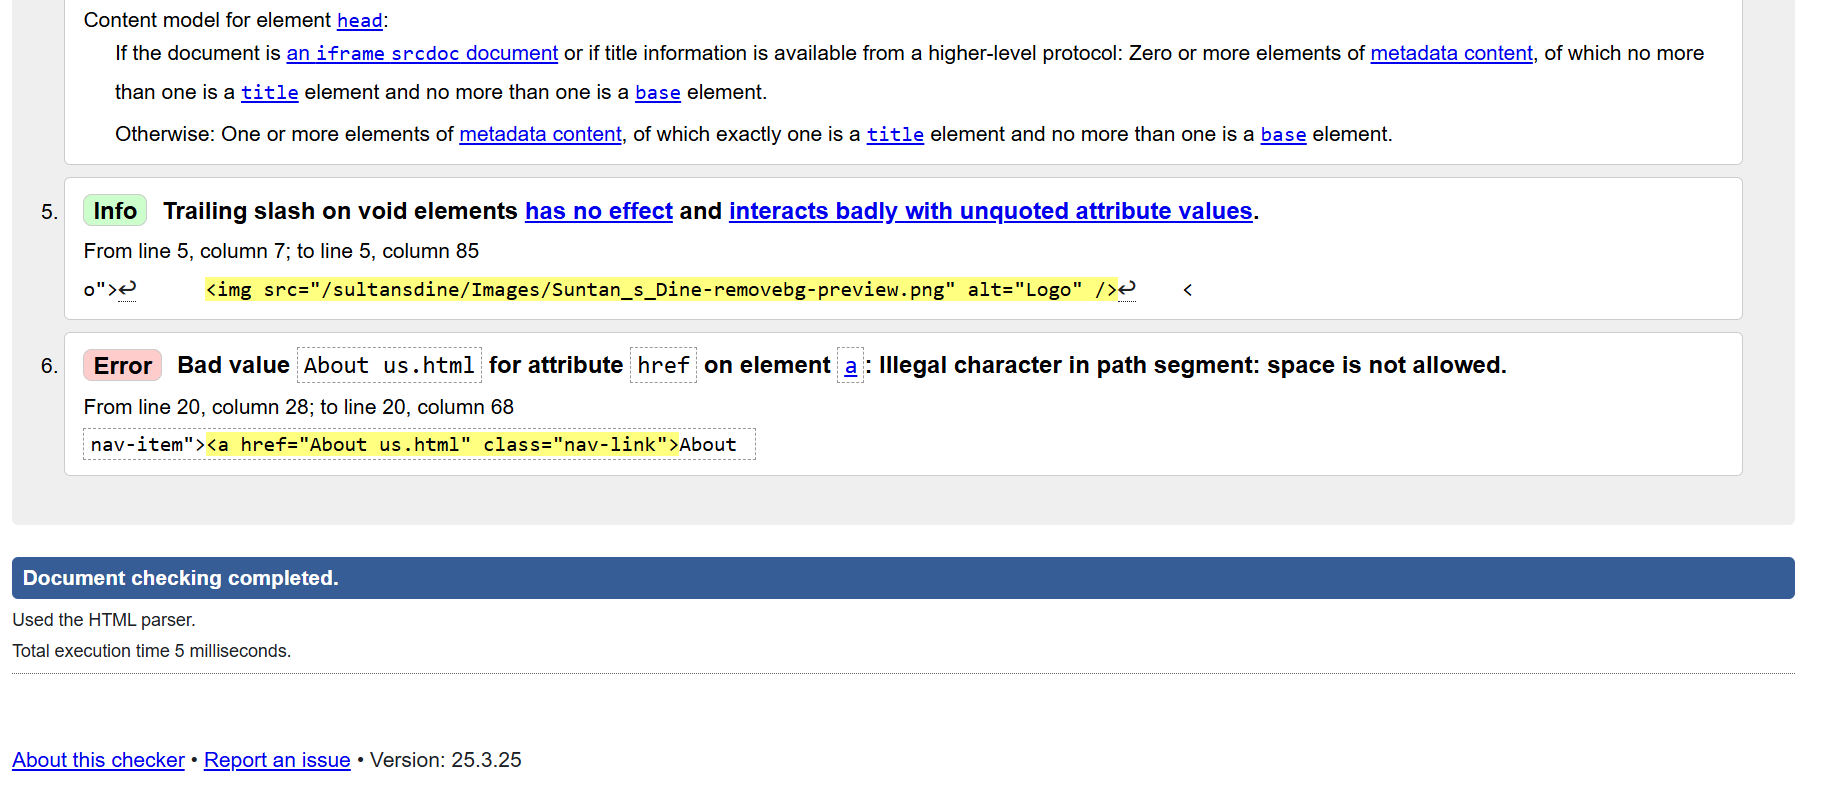 Content model for element head:
If the document is an iframe srcdoc document or if title information is available from a higher-level protocol: Zero or more elements of metadata content, of which no more
than one is a title element and no more than one is a base element.
Otherwise: One or more elements of metadata content, of which exactly one is a title element and no more than one is a base element.
5. Info Trailing slash on void elements has no effect and interacts badly with unquoted attribute values.
From line 5, column 7; to line 5, column 85
o">↩ <img src="/sultansdine/Images/Suntan_s_Dine-removebg-preview.png" alt="Logo" />↩ <
6. Error Bad value About us.html for attribute href on element a: Illegal character in path segment: space is not allowed.
From line 20, column 28; to line 20, column 68
nav-item"><a href="About us.html" class="nav-link">About
Document checking completed.
Used the HTML parser.
Total execution time 5 milliseconds.
About this checker • Report an issue • Version: 25.3.25